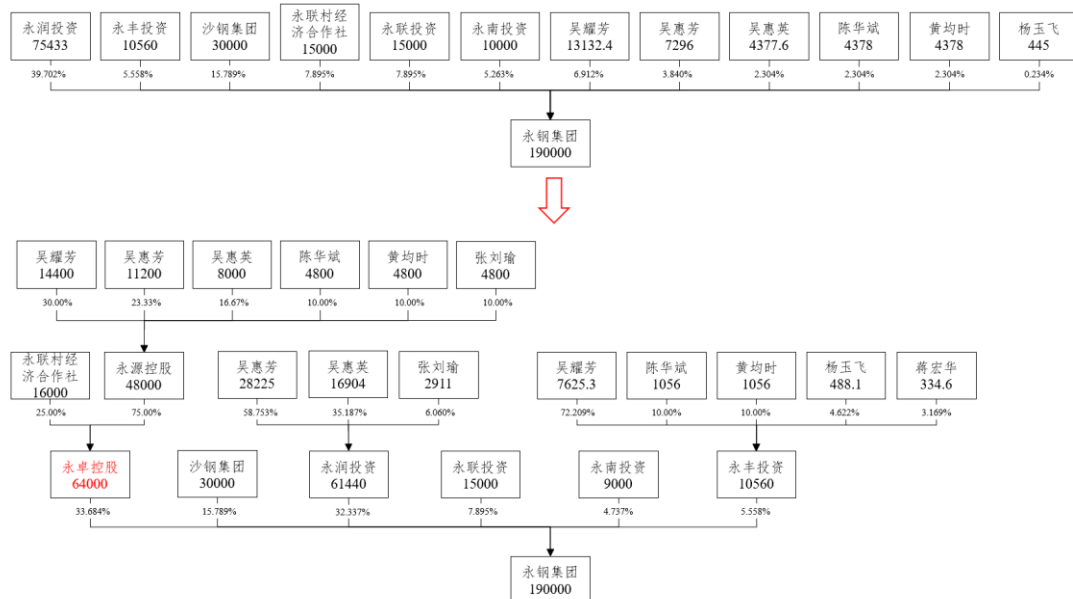 永润投资
75433
永丰投资
10560
沙钢集团
30000
永联村经
济合作社
15000
永联投资
15000
永南投资
10000
吴耀芳
13132.4
吴惠芳
7296
吴惠英
4377.6
陈华斌
4378
黄均时
4378
杨玉飞
445
39.702%
5.558%
15.789%
7.895%
7.895%
5.263%
6.912%
3.840%
2.304%
2.304%
2.304%
0.234%
永钢集团
190000
吴耀芳
14400
吴惠芳
11200
吴惠英
8000
陈华斌
4800
黄均时
4800
张刘瑜
4800
30.00%
23.33%
16.67%
10.00%
10.00%
10.00%
永联村经
济合作社
16000
永源控股
48000
吴惠芳
28225
吴惠英
16904
张刘瑜
2911
吴耀芳
7625.3
陈华斌
1056
黄均时
1056
杨玉飞
488.1
蒋宏华
334.6
25.00%
75.00%
58.753%
35.187%
6.060%
72.209%
10.00%
10.00%
4.622%
3.169%
永卓控股
64000
沙钢集团
30000
永润投资
61440
永联投资
15000
永南投资
9000
永丰投资
10560
33.684%
15.789%
32.337%
7.895%
4.737%
5.558%
永钢集团
190000